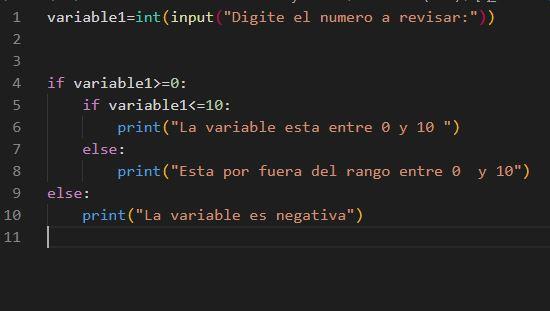 1 variable1=int(input("Digite el numero a revisar:"))
2
3
4 if variable1>=0:
5     if variable1<=10:
6         print("La variable esta entre 0 y 10 ")
7     else:
8         print("Esta por fuera del rango entre 0  y 10")
9 else:
10     print("La variable es negativa")
11